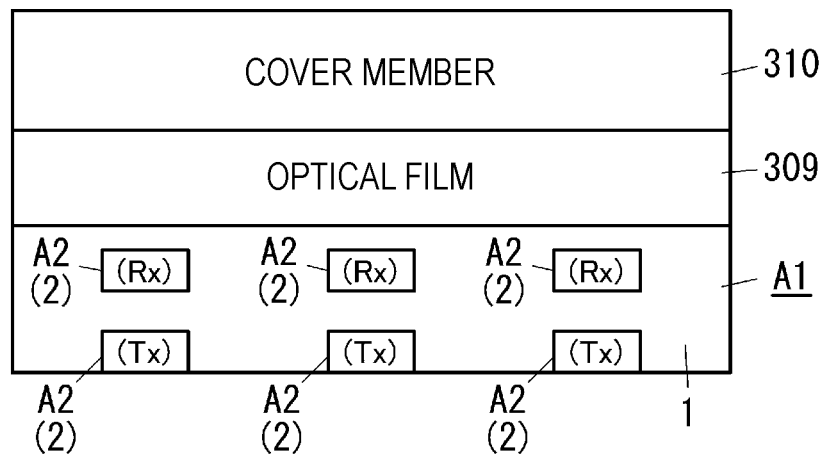 COVER MEMBER
310
OPTICAL FILM
309
A2
(2)
(Rx)
A2
(2)
(Rx)
A2
(2)
(Rx)
A1
(Tx)
(Tx)
(Tx)
A2
(2)
A2
(2)
A2
(2)
1